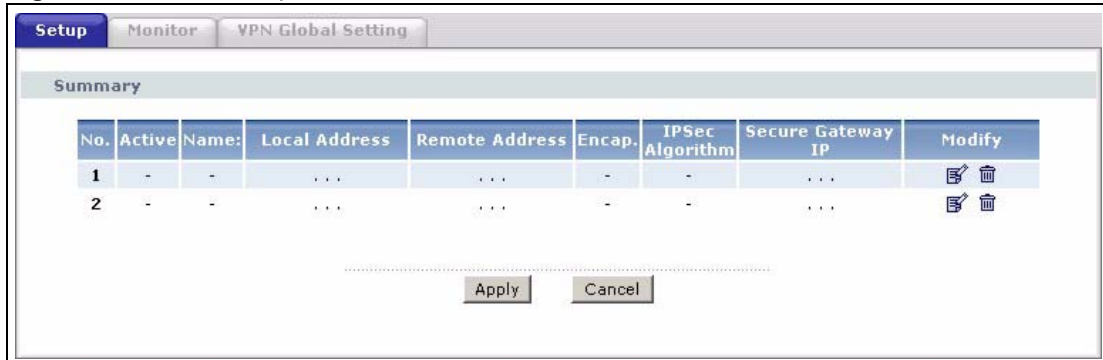 Setup Monitor VPN Global Setting
Summary
No. Active Name: Local Address Remote Address Encap. IPSec Algorithm Secure Gateway IP Modify
1 - - . . . . . . - - . . .
2 - - . . . . . . - - . . .
Apply Cancel